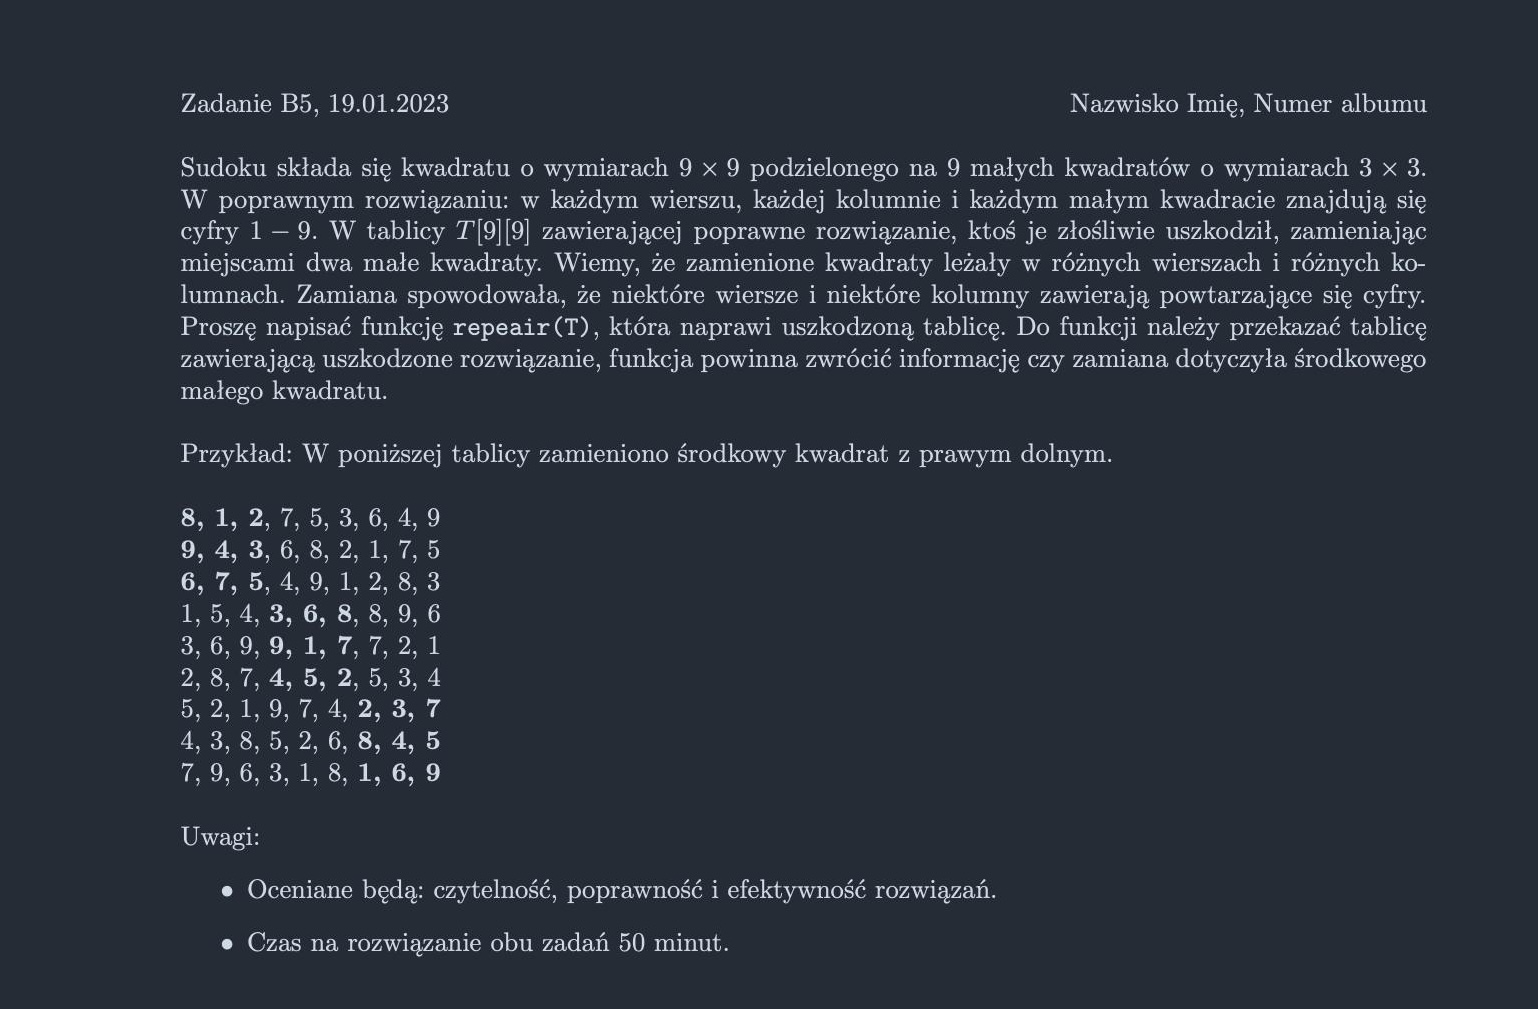 Zadanie B5, 19.01.2023 Nazwisko Imię, Numer albumu
Sudoku składa się kwadratu o wymiarach 9 × 9 podzielonego na 9 małych kwadratów o wymiarach 3 × 3.
W poprawnym rozwiązaniu: w każdym wierszu, każdej kolumnie i każdym małym kwadracie znajdują się
cyfry 1 − 9. W tablicy T[9][9] zawierającej poprawne rozwiązanie, ktoś je złośliwie uszkodził, zamieniając
miejscami dwa małe kwadraty. Wiemy, że zamienione kwadraty leżały w różnych wierszach i różnych ko-
lumnach. Zamiana spowodowała, że niektóre wiersze i niektóre kolumny zawierają powtarzające się cyfry.
Proszę napisać funkcję repeair(T), która naprawi uszkodzoną tablicę. Do funkcji należy przekazać tablicę
zawierającą uszkodzone rozwiązanie, funkcja powinna zwrócić informację czy zamiana dotyczyła środkowego
małego kwadratu.
Przykład: W poniższej tablicy zamieniono środkowy kwadrat z prawym dolnym.
8, 1, 2, 7, 5, 3, 6, 4, 9
9, 4, 3, 6, 8, 2, 1, 7, 5
6, 7, 5, 4, 9, 1, 2, 8, 3
1, 5, 4, 3, 6, 8, 8, 9, 6
3, 6, 9, 9, 1, 7, 7, 2, 1
2, 8, 7, 4, 5, 2, 5, 3, 4
5, 2, 1, 9, 7, 4, 2, 3, 7
4, 3, 8, 5, 2, 6, 8, 4, 5
7, 9, 6, 3, 1, 8, 1, 6, 9
Uwagi:
• Oceniane będą: czytelność, poprawność i efektywność rozwiązań.
• Czas na rozwiązanie obu zadań 50 minut.